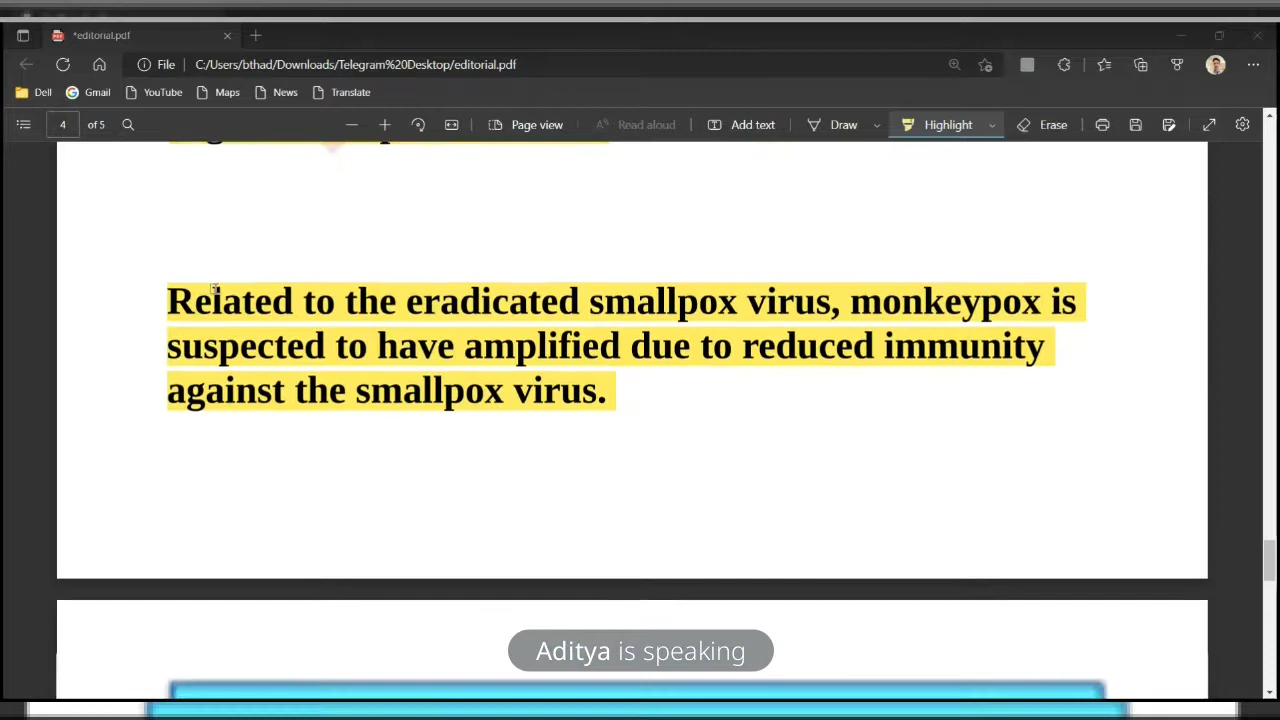 *editorial.pdf
File | C:/Users/bthad/Downloads/Telegram%20Desktop/editorial.pdf
Dell Gmail YouTube Maps News Translate
4 of 5 Page view Read aloud Add text Draw Highlight Erase
Related to the eradicated smallpox virus, monkeypox is
suspected to have amplified due to reduced immunity
against the smallpox virus.
Aditya is speaking